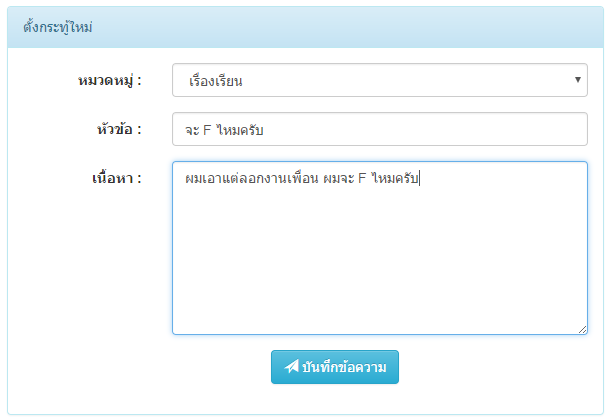 ตั้งกระทู้ใหม่
หมวดหมู่ : เรื่องเรียน
หัวข้อ : จะ F ไหมครับ
เนื้อหา : ผมเอาแต่ลอกงานเพื่อน ผมจะ F ไหมครับ
บันทึกข้อความ